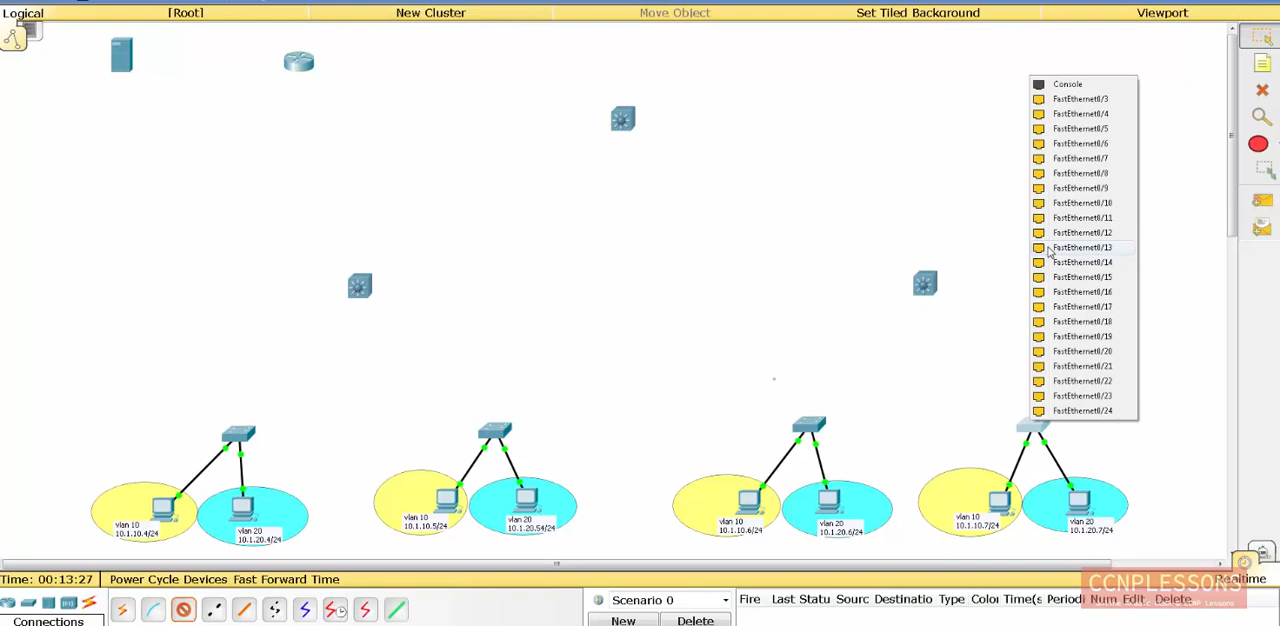 Logical
[Root]
New Cluster
Move Object
Set Tiled Background
Viewport
Console
FastEthernet0/3
FastEthernet0/4
FastEthernet0/5
FastEthernet0/6
FastEthernet0/7
FastEthernet0/8
FastEthernet0/9
FastEthernet0/10
FastEthernet0/11
FastEthernet0/12
FastEthernet0/13
FastEthernet0/14
FastEthernet0/15
FastEthernet0/16
FastEthernet0/17
FastEthernet0/18
FastEthernet0/19
FastEthernet0/20
FastEthernet0/21
FastEthernet0/22
FastEthernet0/23
FastEthernet0/24
vlan 10
10.1.10.4/24
vlan 20
10.1.20.4/24
vlan 10
10.1.10.5/24
vlan 20
10.1.20.54/24
vlan 10
10.1.10.6/24
vlan 20
10.1.20.6/24
vlan 10
10.1.10.7/24
vlan 20
10.1.20.7/24
Time: 00:13:27
Power Cycle Devices Fast Forward Time
Realtime
CCNPLESSONS
Scenario 0
Fire Last Statu Sourc Destinatio Type Color Time(s Periodi Num Edit Delete
Connections
New
Delete